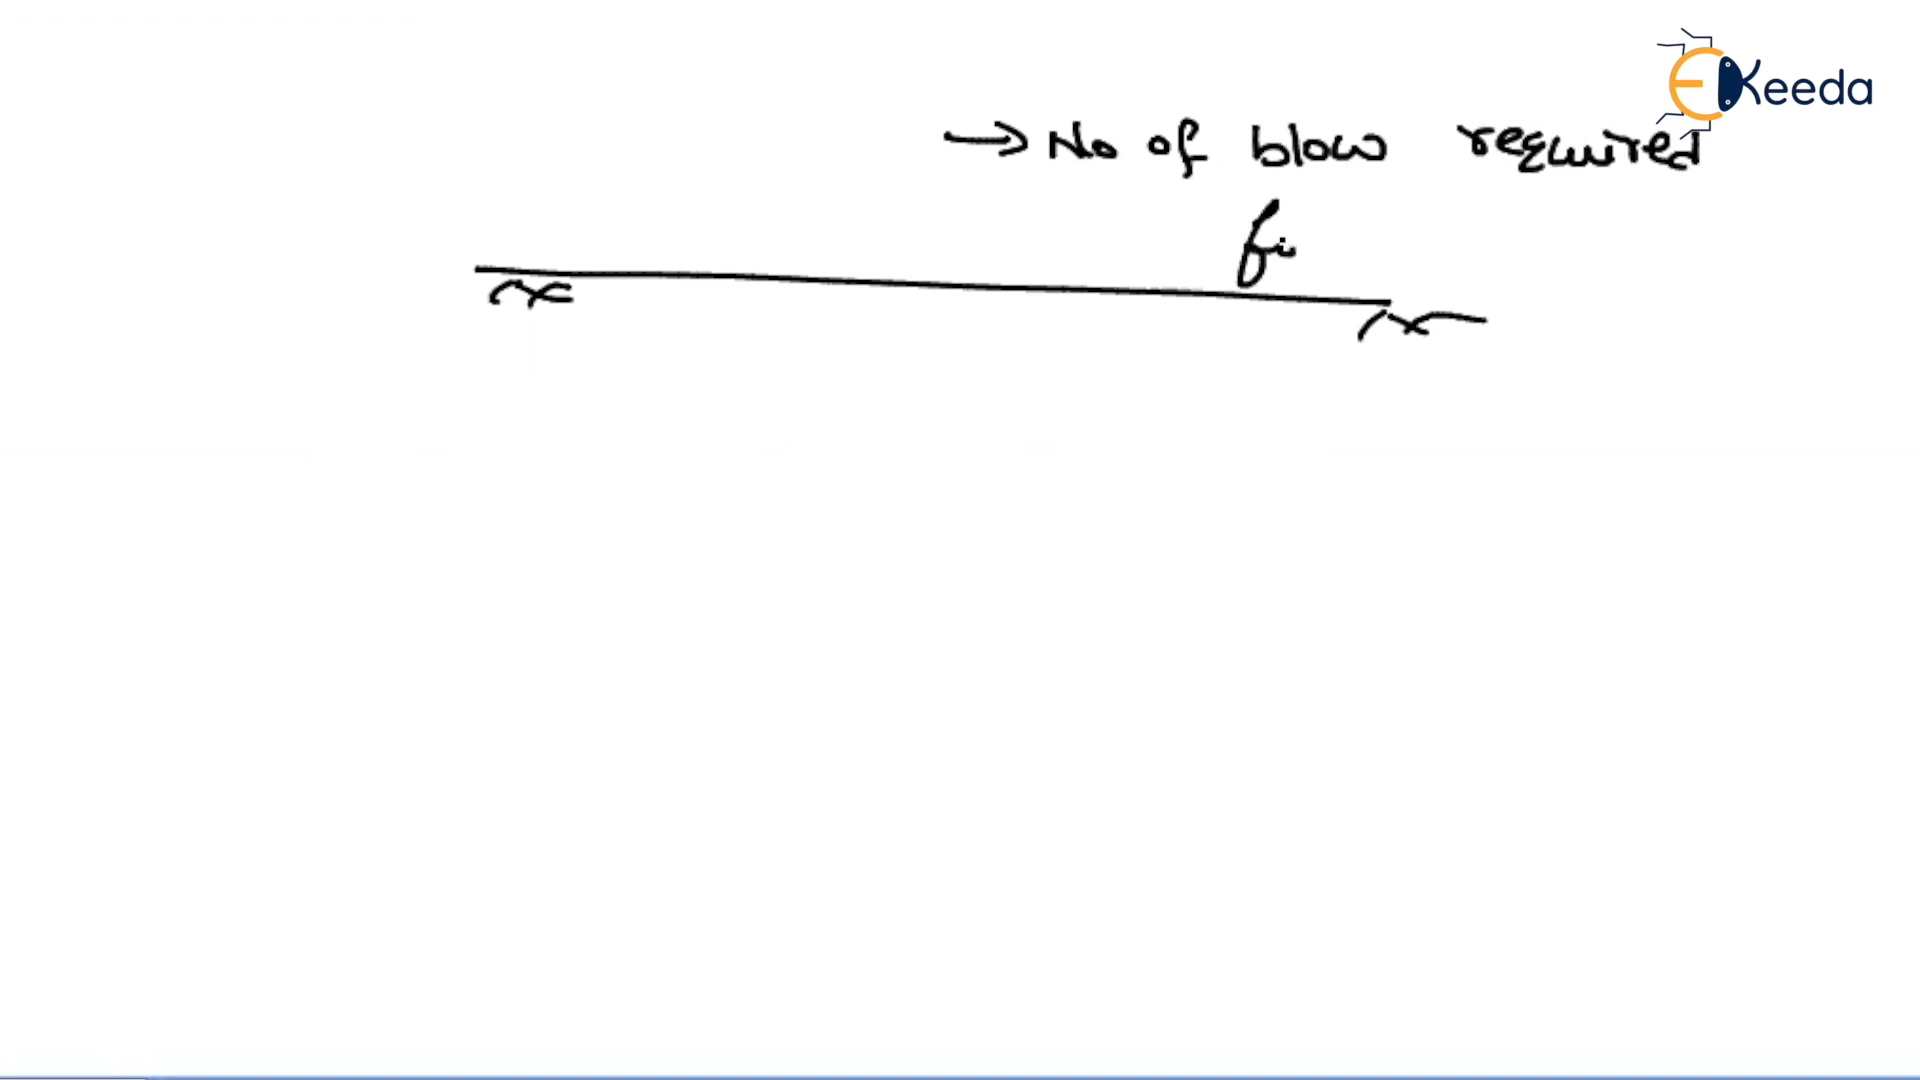 EKeeda
→ No of blow required
fi